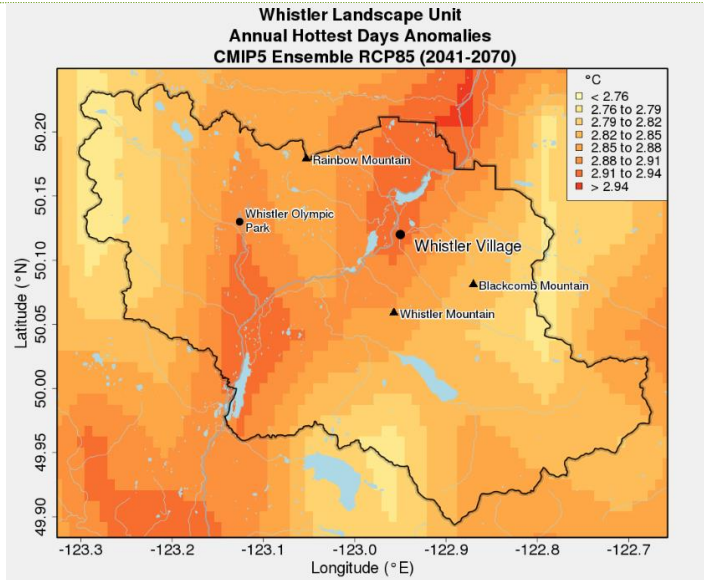 Whistler Landscape Unit
Annual Hottest Days Anomalies
CMIP5 Ensemble RCP85 (2041-2070)
°C
< 2.76
2.76 to 2.79
2.79 to 2.82
2.82 to 2.85
2.85 to 2.88
2.88 to 2.91
2.91 to 2.94
> 2.94
Rainbow Mountain
Whistler Olympic
Park
Whistler Village
Blackcomb Mountain
Whistler Mountain
Latitude (°N)
50.20
50.15
50.10
50.05
50.00
49.95
49.90
-123.3 -123.2 -123.1 -123.0 -122.9 -122.8 -122.7
Longitude (°E)